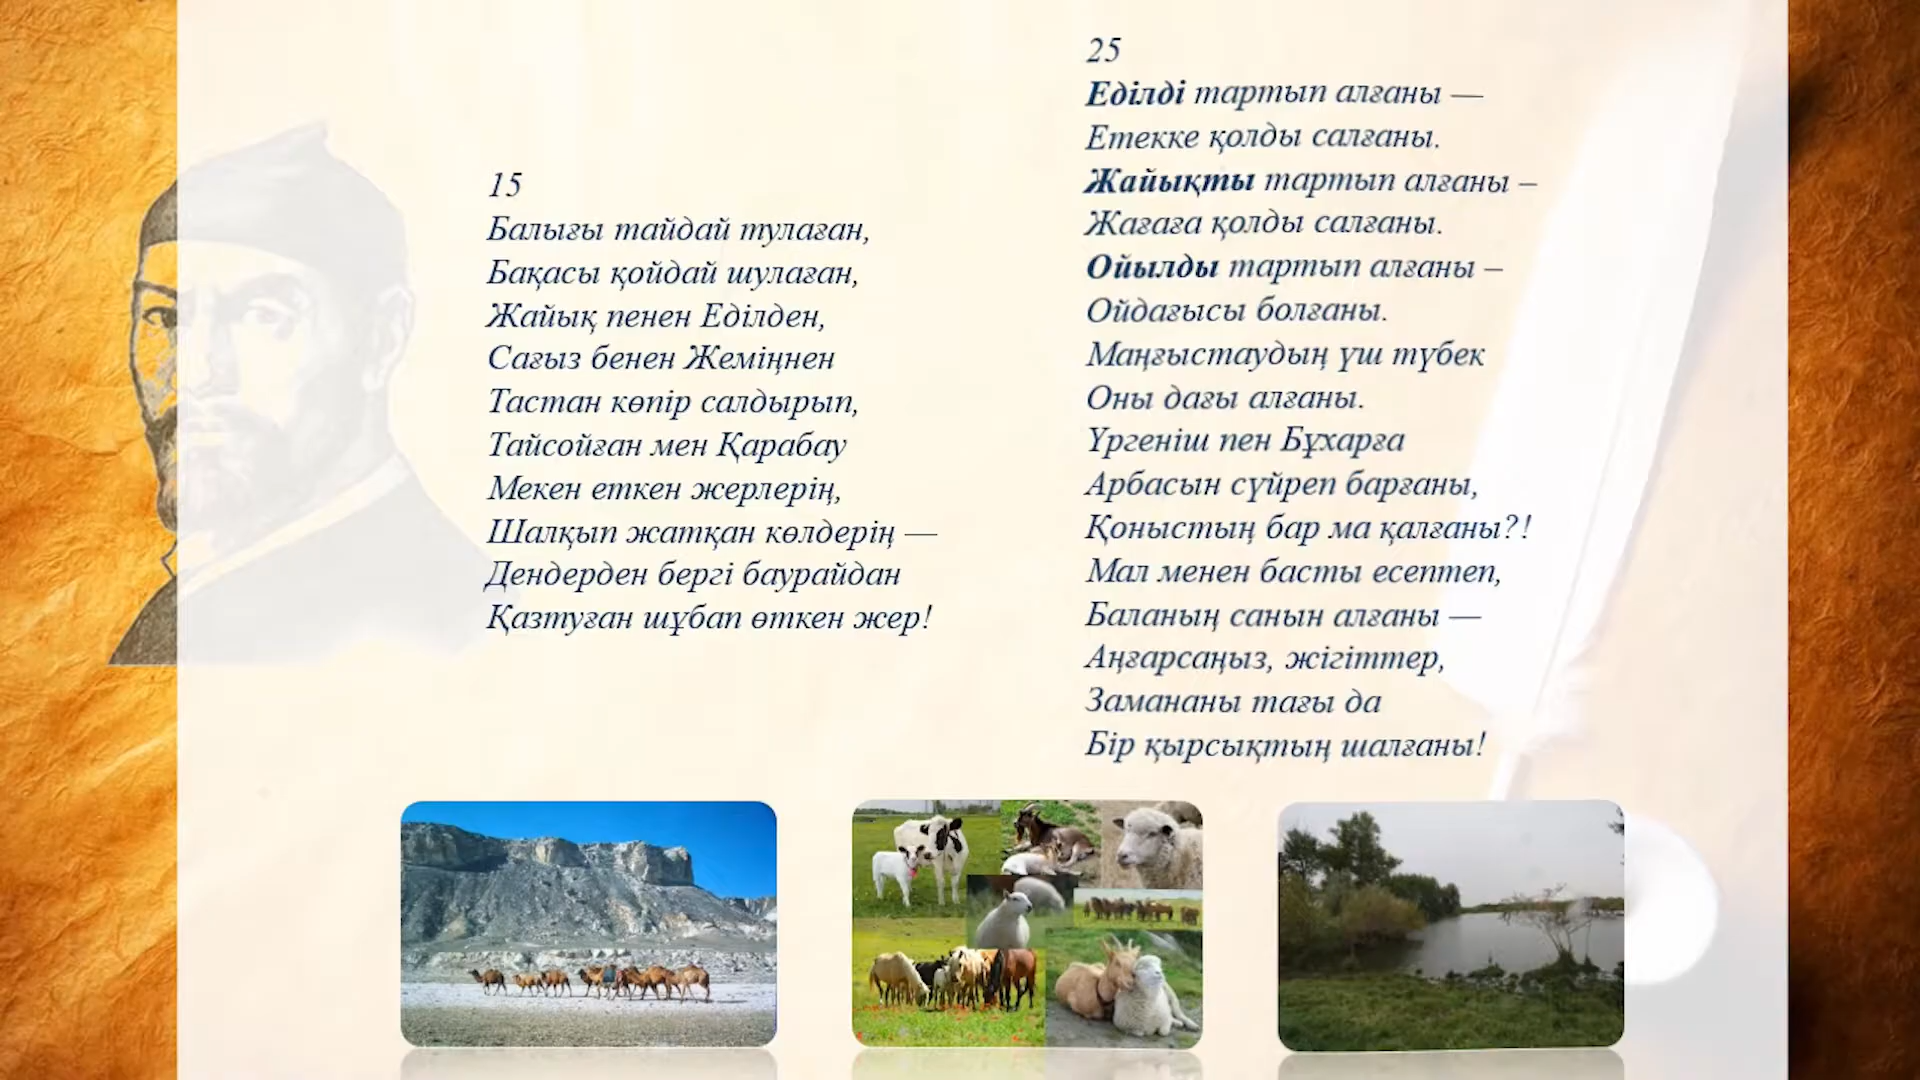 15
Балығы тайдай тулаған,
Бақасы қойдай шулаған,
Жайық пенен Еділден,
Сағыз бенен Жеміңнен
Тастан көпір салдырып,
Тайсойған мен Қарабау
Мекен еткен жерлерің,
Шалқып жатқан көлдерің —
Дендерден бергі баурайдан
Қазтуған шұбап өткен жер!
25
Еділді тартып алғаны —
Етекке қолды салғаны.
Жайықты тартып алғаны –
Жағаға қолды салғаны.
Ойылды тартып алғаны –
Ойдағысы болғаны.
Маңғыстаудың үш түбек
Оны дағы алғаны.
Үргеніш пен Бұхарға
Арбасын сүйреп барғаны,
Қоныстың бар ма қалғаны?!
Мал менен басты есептеп,
Баланың санын алғаны —
Аңғарсаңыз, жігіттер,
Замананы тағы да
Бір қырсықтың шалғаны!